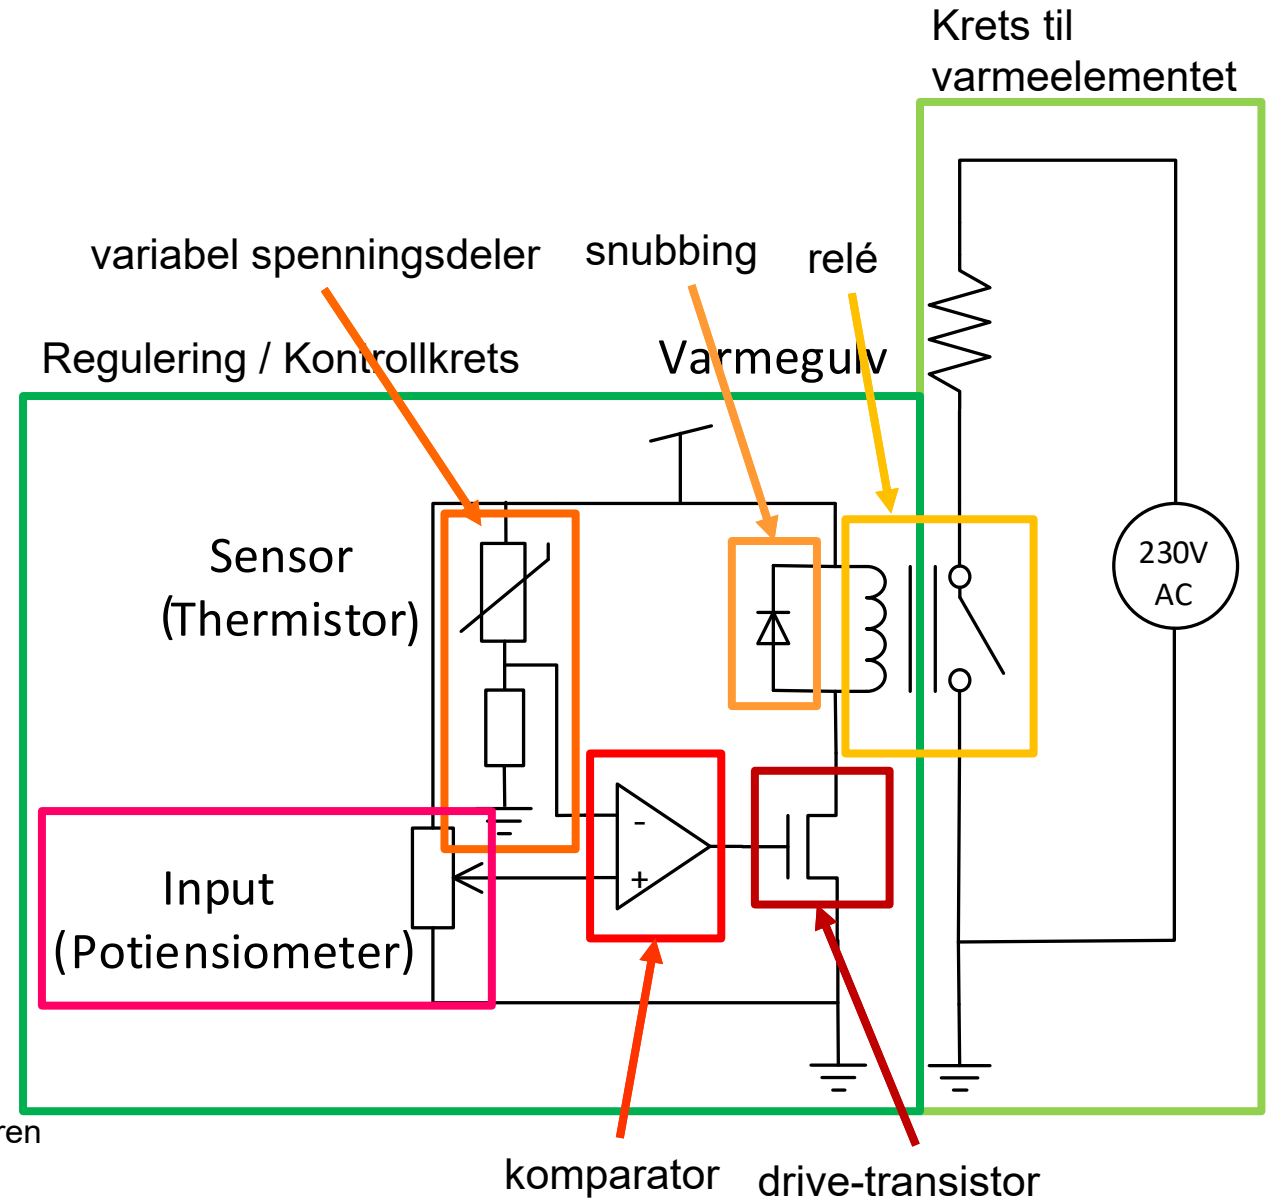 Krets til
varmeelementet
variabel spenningsdeler
snubbing
relé
Regulering / Kontrollkrets
Varmegulv
Sensor
(Thermistor)
230V
AC
-
+
Input
(Potiensiometer)
ren
komparator
drive-transistor